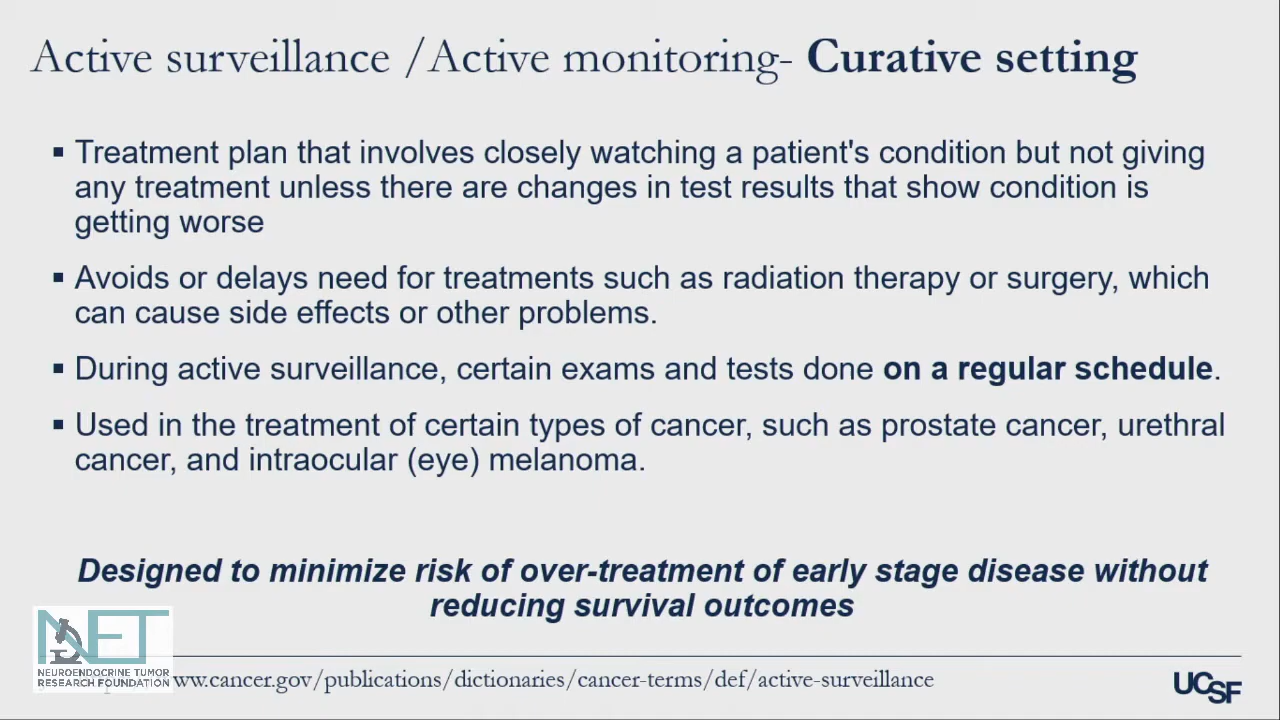 Active surveillance /Active monitoring- Curative setting
▪ Treatment plan that involves closely watching a patient's condition but not giving
any treatment unless there are changes in test results that show condition is
getting worse
▪ Avoids or delays need for treatments such as radiation therapy or surgery, which
can cause side effects or other problems.
▪ During active surveillance, certain exams and tests done on a regular schedule.
▪ Used in the treatment of certain types of cancer, such as prostate cancer, urethral
cancer, and intraocular (eye) melanoma.
Designed to minimize risk of over-treatment of early stage disease without
reducing survival outcomes
NET
NEUROENDOCRINE TUMOR
RESEARCH FOUNDATION
ww.cancer.gov/publications/dictionaries/cancer-terms/def/active-surveillance
UCSF